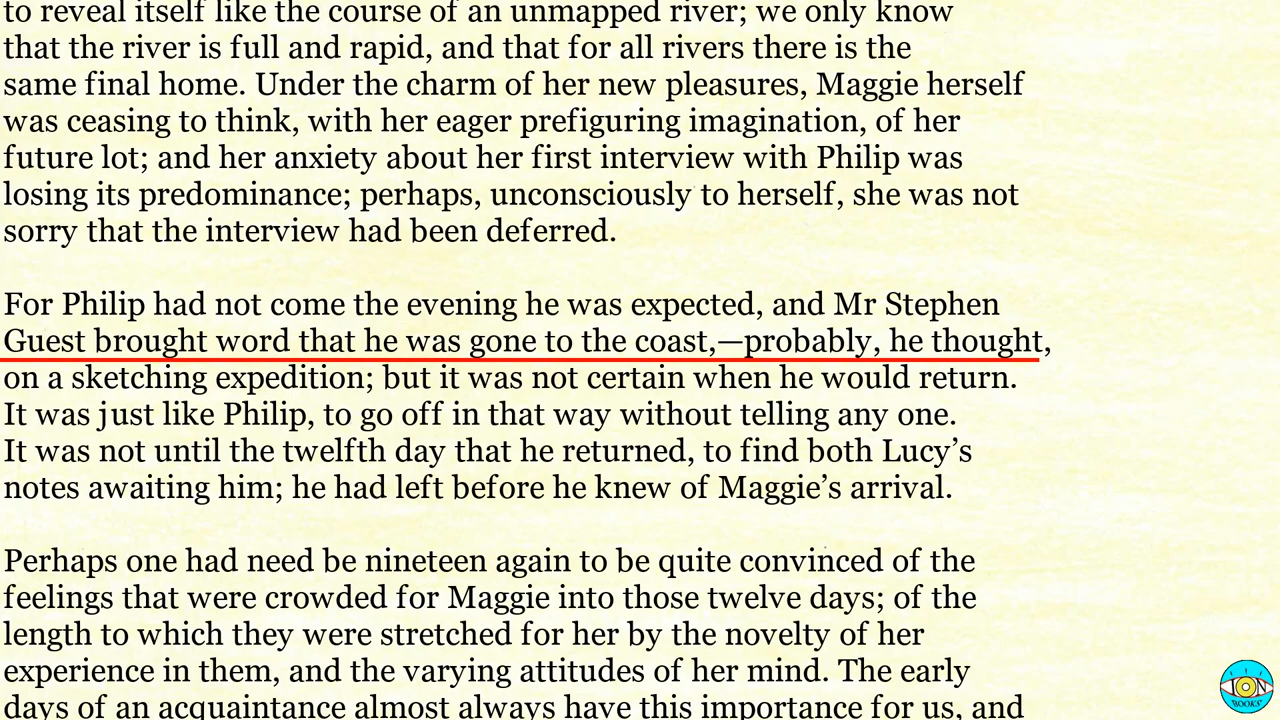 to reveal itself like the course of an unmapped river; we only know
that the river is full and rapid, and that for all rivers there is the
same final home. Under the charm of her new pleasures, Maggie herself
was ceasing to think, with her eager prefiguring imagination, of her
future lot; and her anxiety about her first interview with Philip was
losing its predominance; perhaps, unconsciously to herself, she was not
sorry that the interview had been deferred.
For Philip had not come the evening he was expected, and Mr Stephen
Guest brought word that he was gone to the coast,—probably, he thought,
on a sketching expedition; but it was not certain when he would return.
It was just like Philip, to go off in that way without telling any one.
It was not until the twelfth day that he returned, to find both Lucy’s
notes awaiting him; he had left before he knew of Maggie’s arrival.
Perhaps one had need be nineteen again to be quite convinced of the
feelings that were crowded for Maggie into those twelve days; of the
length to which they were stretched for her by the novelty of her
experience in them, and the varying attitudes of her mind. The early
days of an acquaintance almost always have this importance for us, and
ION
BOOKS